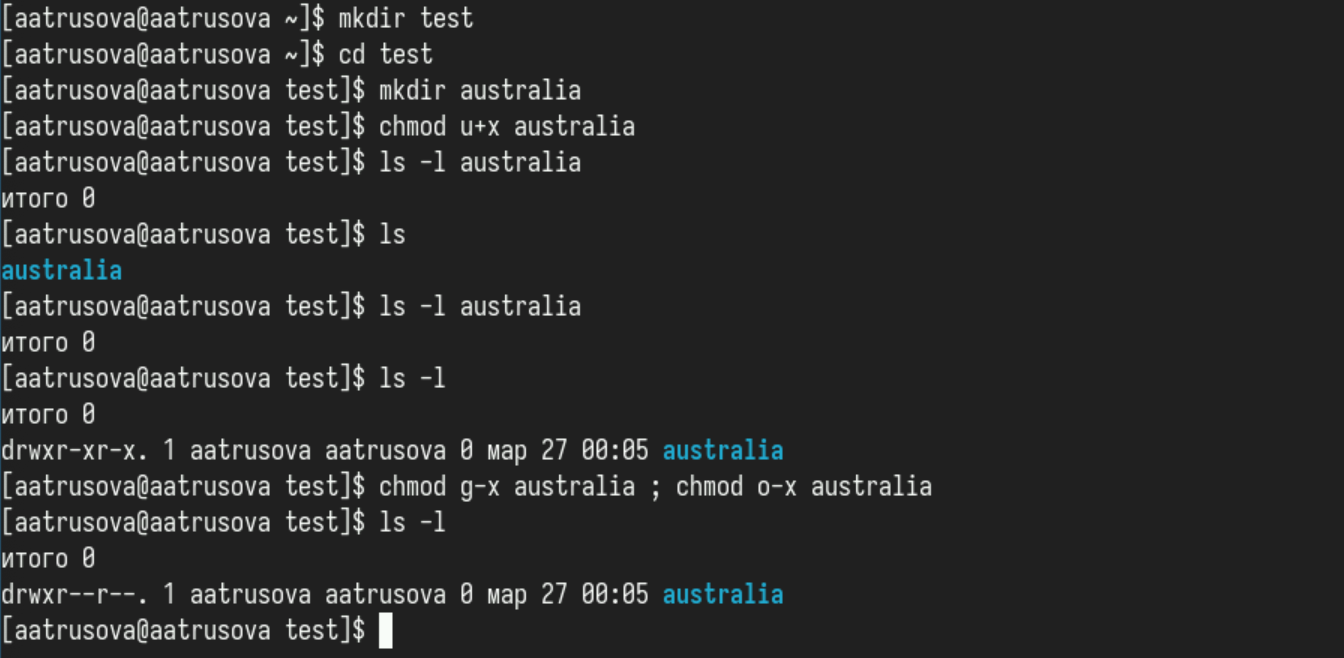 [aatrusova@aatrusova ~]$ mkdir test
[aatrusova@aatrusova ~]$ cd test
[aatrusova@aatrusova test]$ mkdir australia
[aatrusova@aatrusova test]$ chmod u+x australia
[aatrusova@aatrusova test]$ ls -l australia
итого 0
[aatrusova@aatrusova test]$ ls
australia
[aatrusova@aatrusova test]$ ls -l australia
итого 0
[aatrusova@aatrusova test]$ ls -l
итого 0
drwxr-xr-x. 1 aatrusova aatrusova 0 мар 27 00:05 australia
[aatrusova@aatrusova test]$ chmod g-x australia ; chmod o-x australia
[aatrusova@aatrusova test]$ ls -l
итого 0
drwxr--r--. 1 aatrusova aatrusova 0 мар 27 00:05 australia
[aatrusova@aatrusova test]$